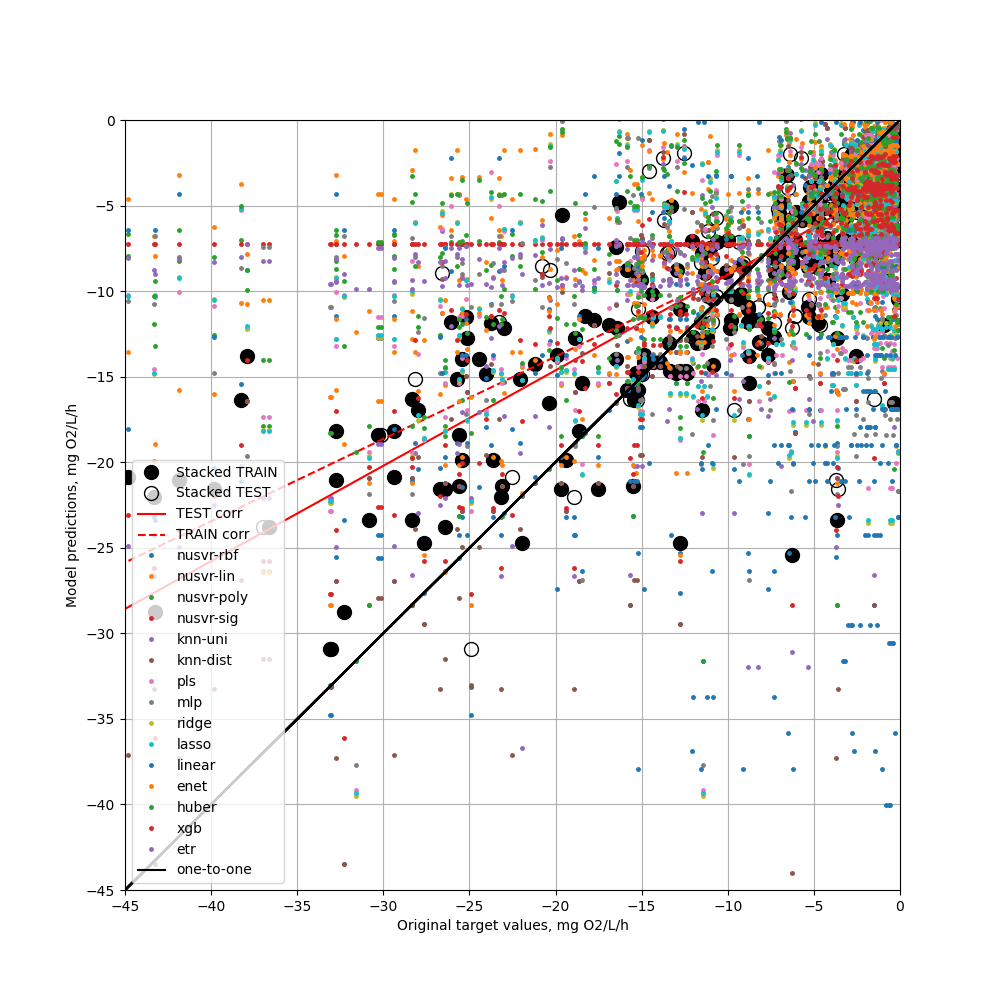 0
−5
−10
−15
−20
−25
−30
−35
−40
−45
Model predictions, mg O2/L/h
Stacked TRAIN
Stacked TEST
TEST corr
TRAIN corr
nusvr-rbf
nusvr-lin
nusvr-poly
nusvr-sig
knn-uni
knn-dist
pls
mlp
ridge
lasso
linear
enet
huber
xgb
etr
one-to-one
−45 −40 −35 −30 −25 −20 −15 −10 −5 0
Original target values, mg O2/L/h